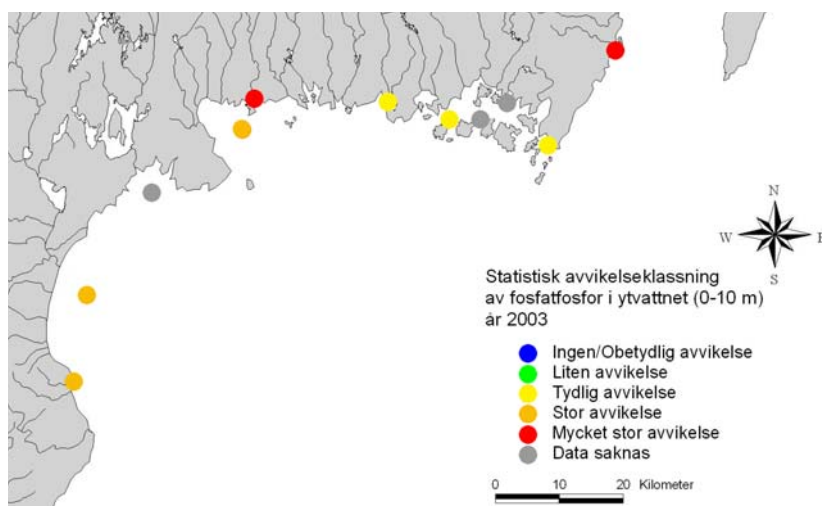 N
W E
S
Statistisk avvikelseklassning
av fosfatfosfor i ytvattnet (0-10 m)
år 2003
Ingen/Obetydlig avvikelse
Liten avvikelse
Tydlig avvikelse
Stor avvikelse
Mycket stor avvikelse
Data saknas
0 10 20 Kilometer